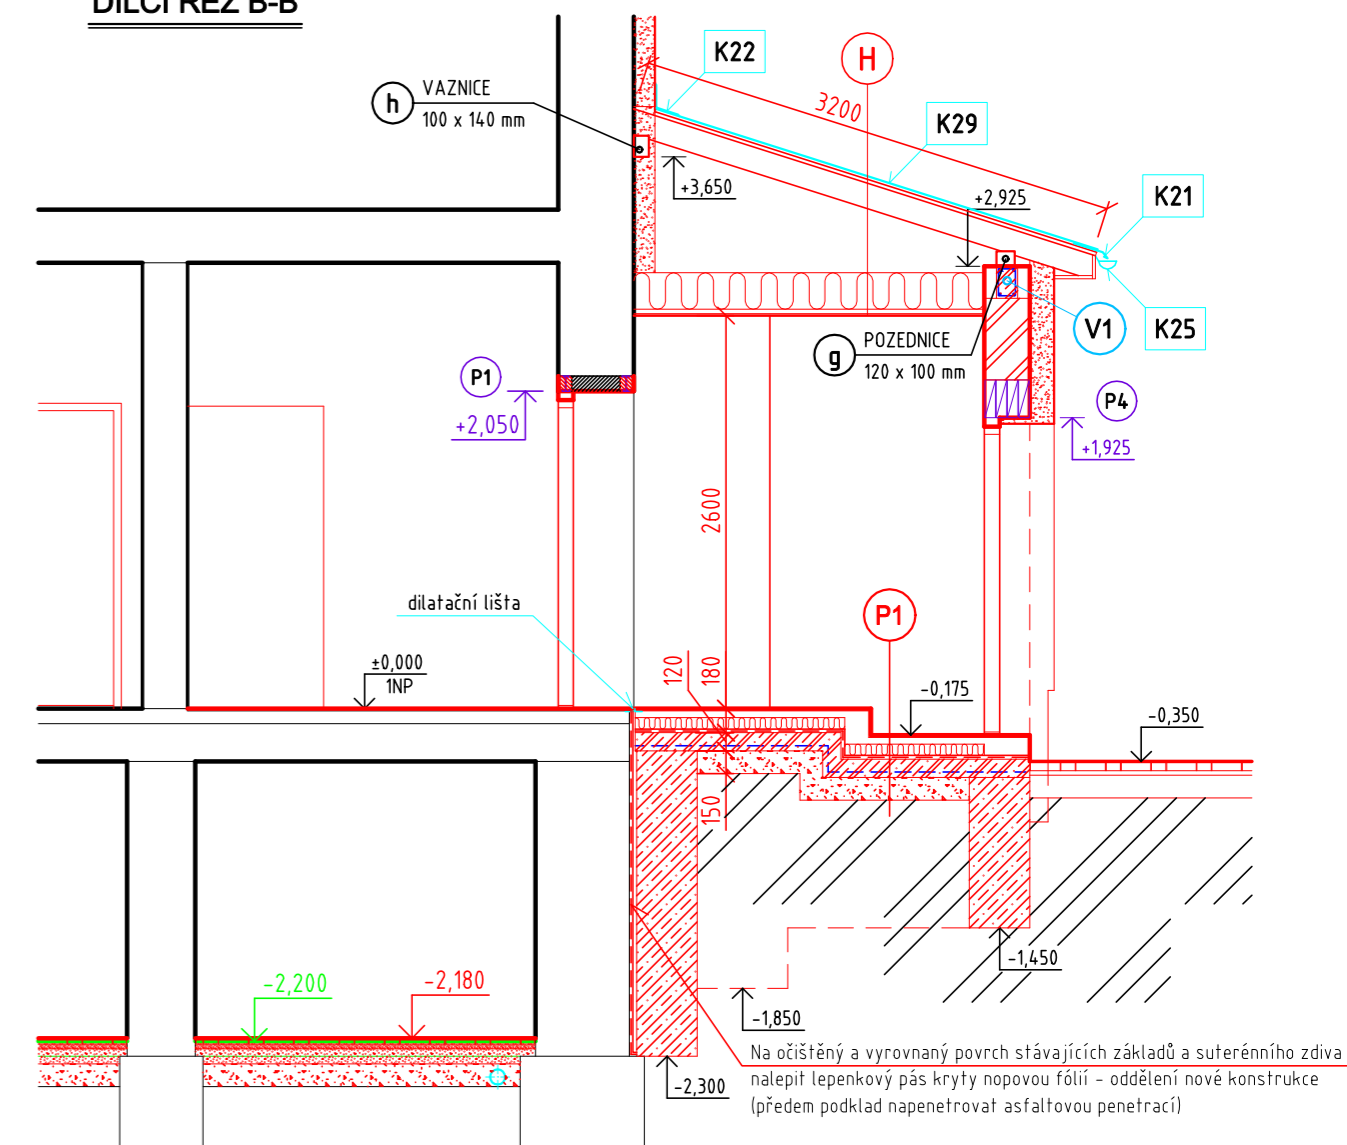 DÍLČÍ ŘEZ B-B
K22
H
h
VAZNICE
100 x 140 mm
3200
K29
+3,650
+2,925
K21
V1
K25
g
POZEDNICE
120 x 100 mm
P1
+2,050
P4
+1,925
2600
dilatační lišta
P1
±0,000
1NP
120
180
-0,175
-0,350
150
-1,450
-2,200
-2,180
-1,850
-2,300
Na očištěný a vyrovnaný povrch stávajících základů a suterénního zdiva
nalepit lepenkový pás kryty nopovou fólií - oddělení nové konstrukce
(předem podklad napenetrovat asfaltovou penetrací)